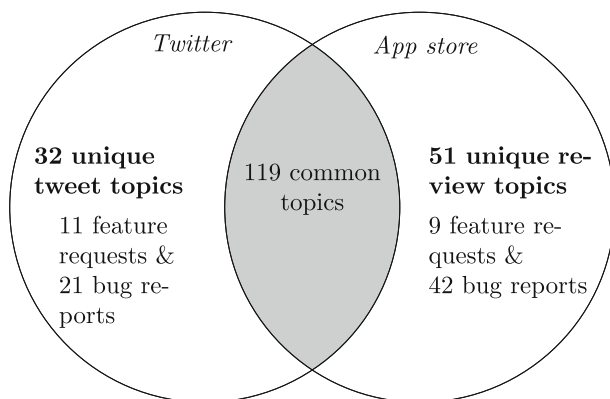 Twitter
App store
32 unique
tweet topics
11 feature
requests &
21 bug re-
ports
119 common
topics
51 unique re-
view topics
9 feature re-
quests &
42 bug reports